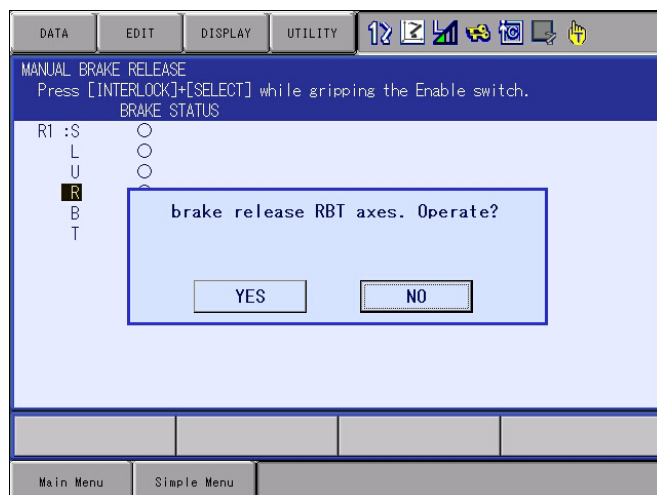 DATA EDIT DISPLAY UTILITY 12
MANUAL BRAKE RELEASE
Press [INTERLOCK]+[SELECT] while gripping the Enable switch.
BRAKE STATUS
R1 :S
L
U
R
B
T
brake release RBT axes. Operate?
YES NO
Main Menu Simple Menu